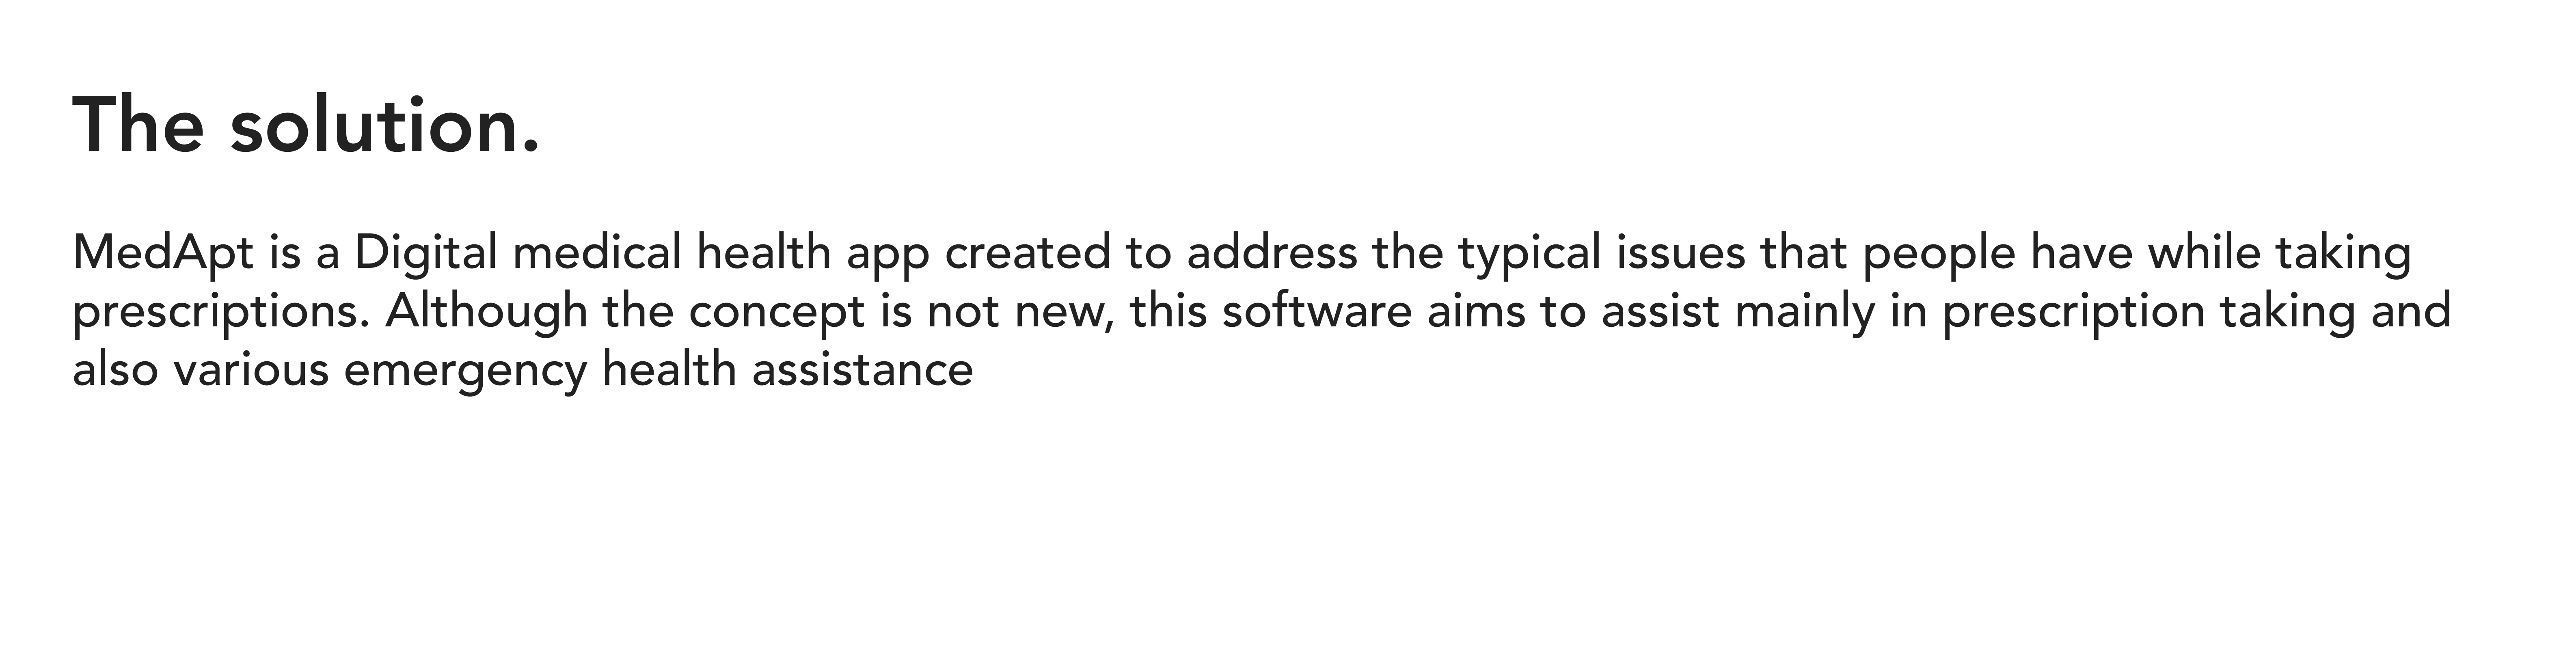 The solution.
MedApt is a Digital medical health app created to address the typical issues that people have while taking
prescriptions. Although the concept is not new, this software aims to assist mainly in prescription taking and
also various emergency health assistance